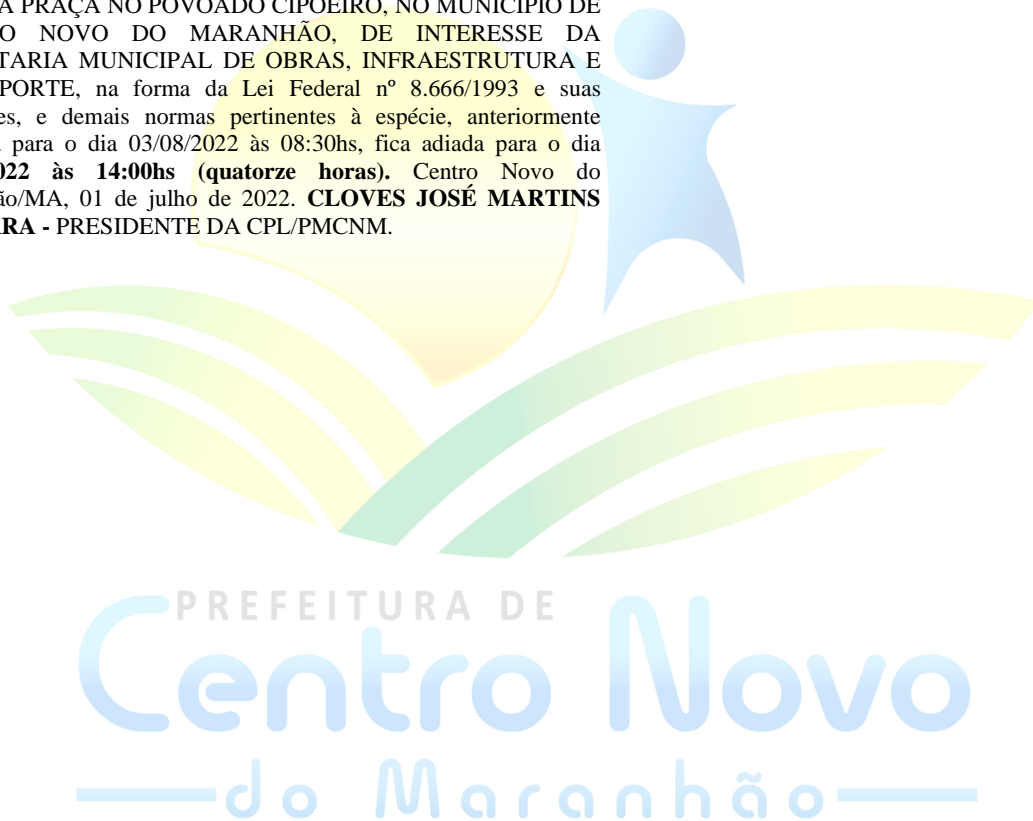 A PRAÇA NO POVOADO CIPOEIRO, NO MUNICÍPIO DE
O NOVO DO MARANHÃO, DE INTERESSE DA
TARIA MUNICIPAL DE OBRAS, INFRAESTRUTURA E
PORTE, na forma da Lei Federal nº 8.666/1993 e suas
es, e demais normas pertinentes à espécie, anteriormente
para o dia 03/08/2022 às 08:30hs, fica adiada para o dia
022 às 14:00hs (quatorze horas). Centro Novo do
ão/MA, 01 de julho de 2022. CLOVES JOSÉ MARTINS
ARA - PRESIDENTE DA CPL/PMCNM.
PREFEITURA DE
Centro Novo
do Maranhão